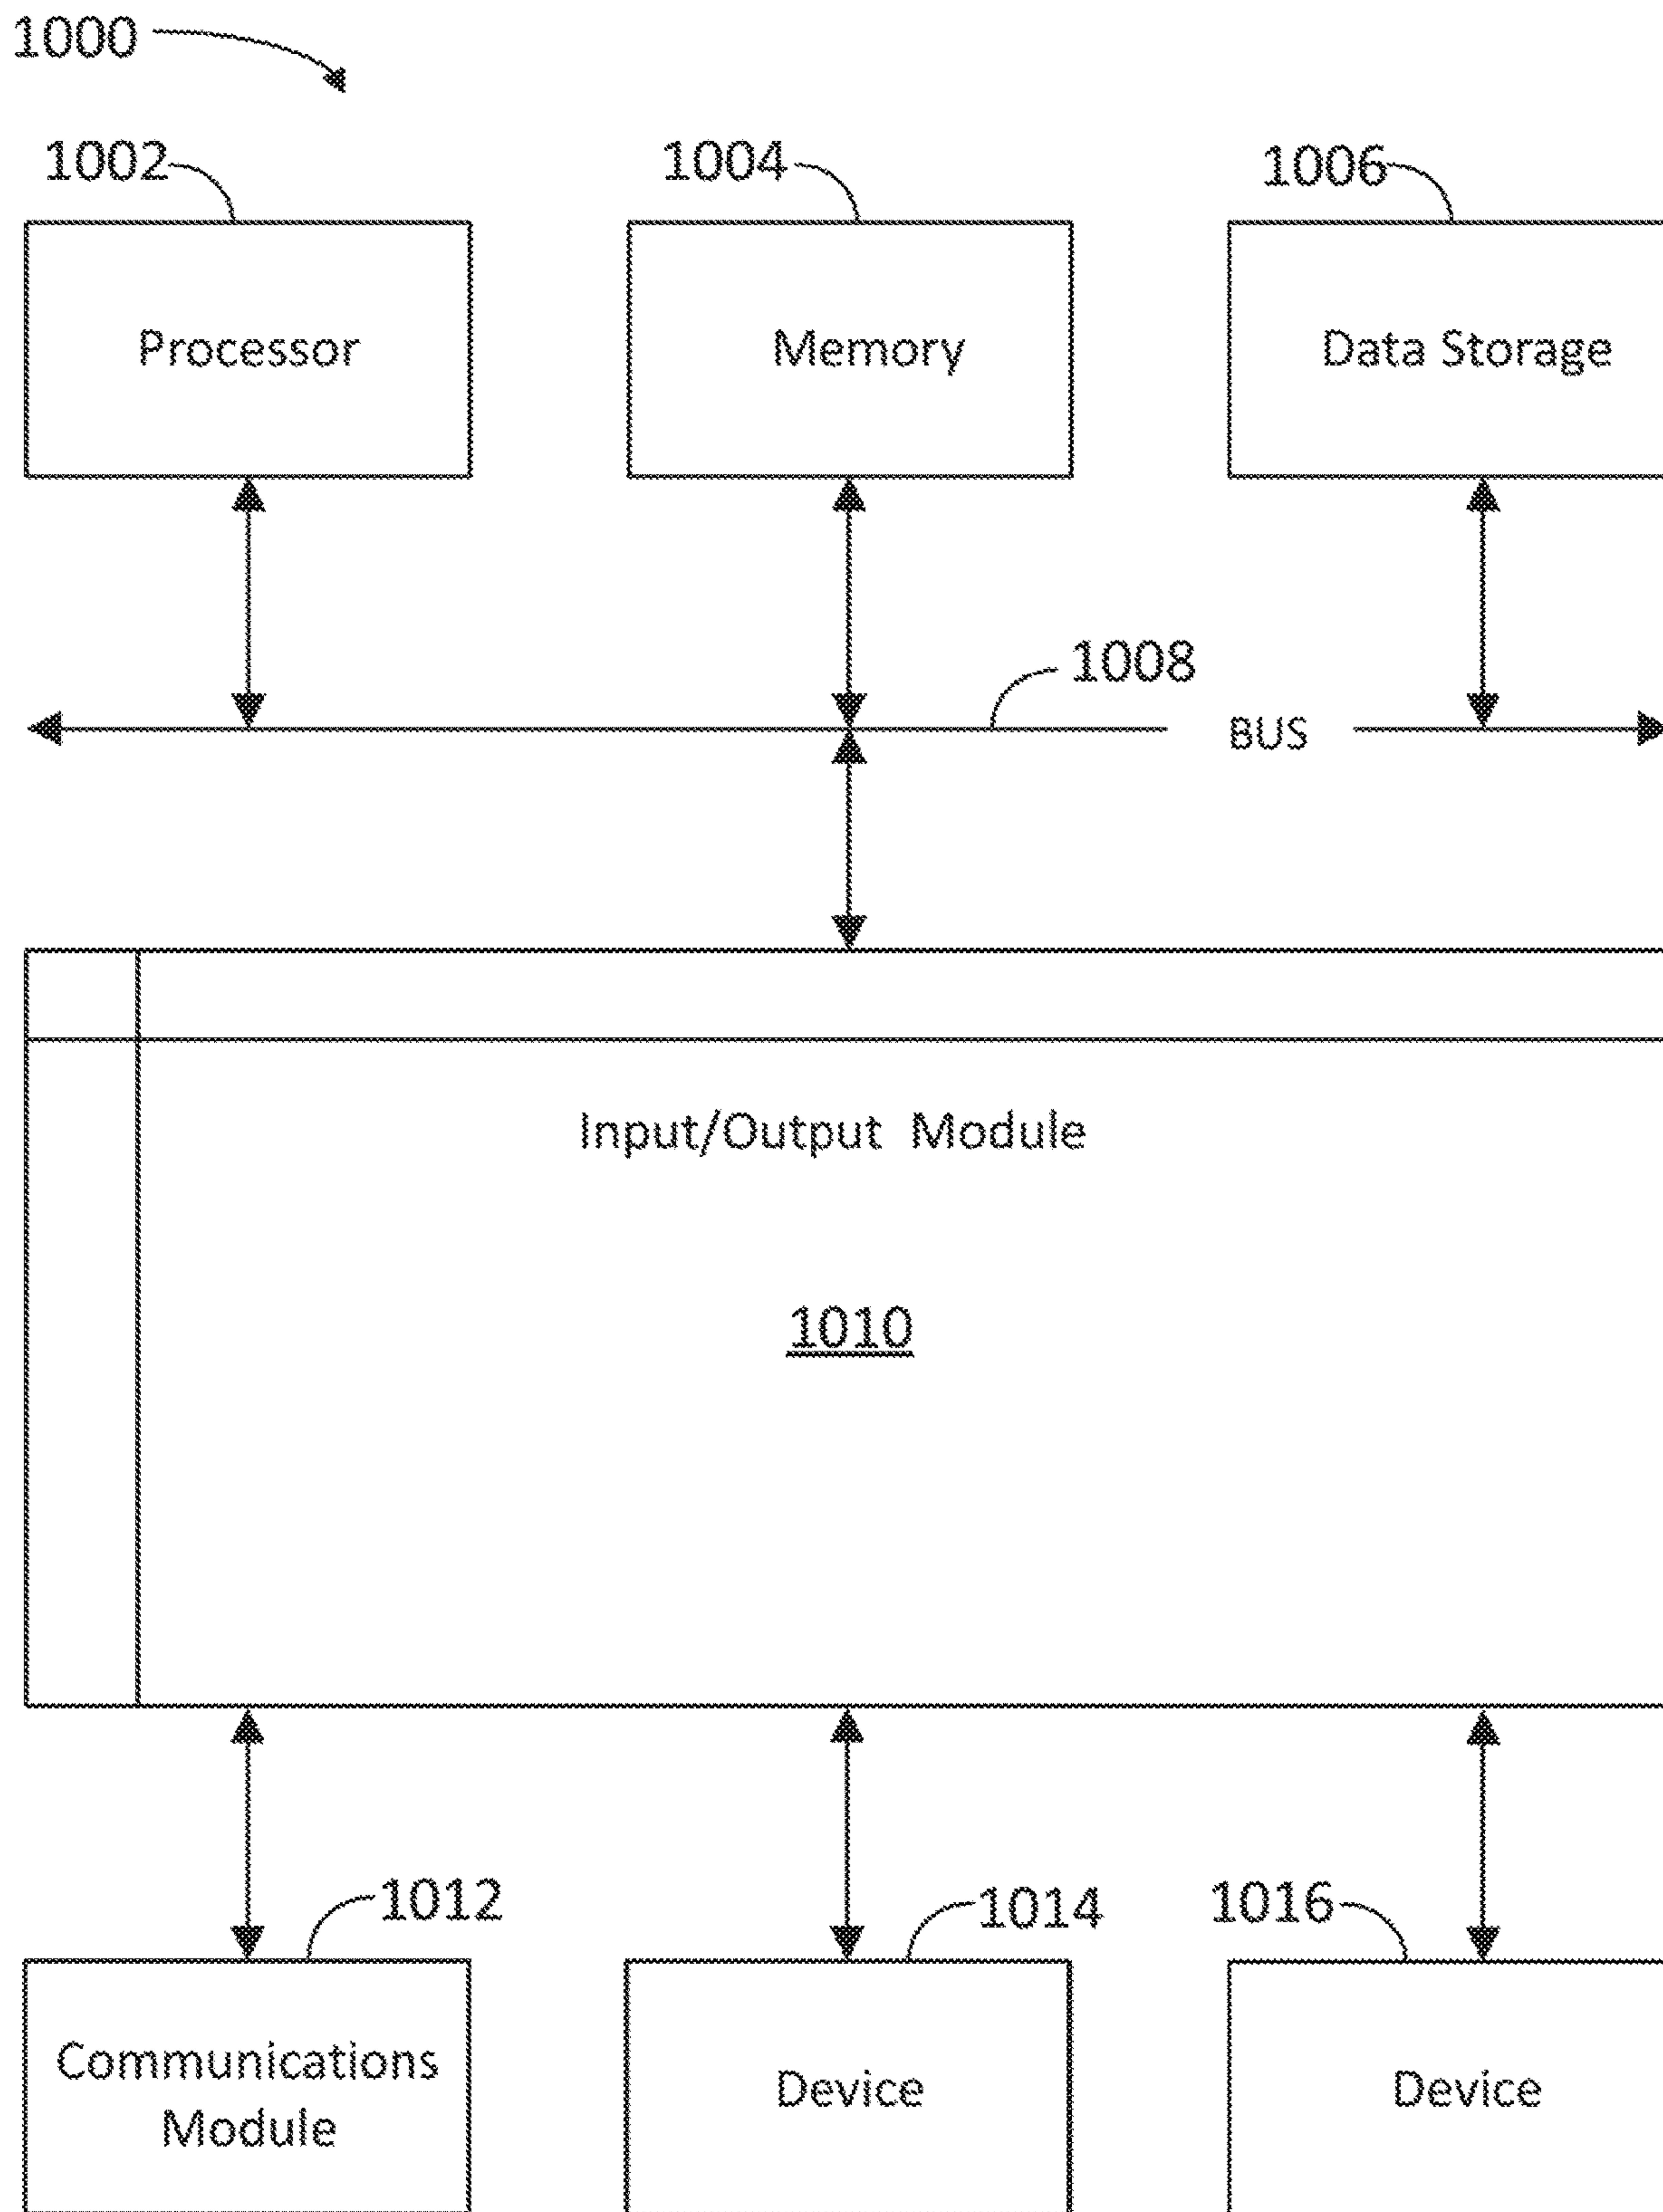 1000
1002
1004
1006
Processor
Memory
Data Storage
1008
BUS
Input/Output Module
1010
1012
1014
1016
Communications
Module
Device
Device